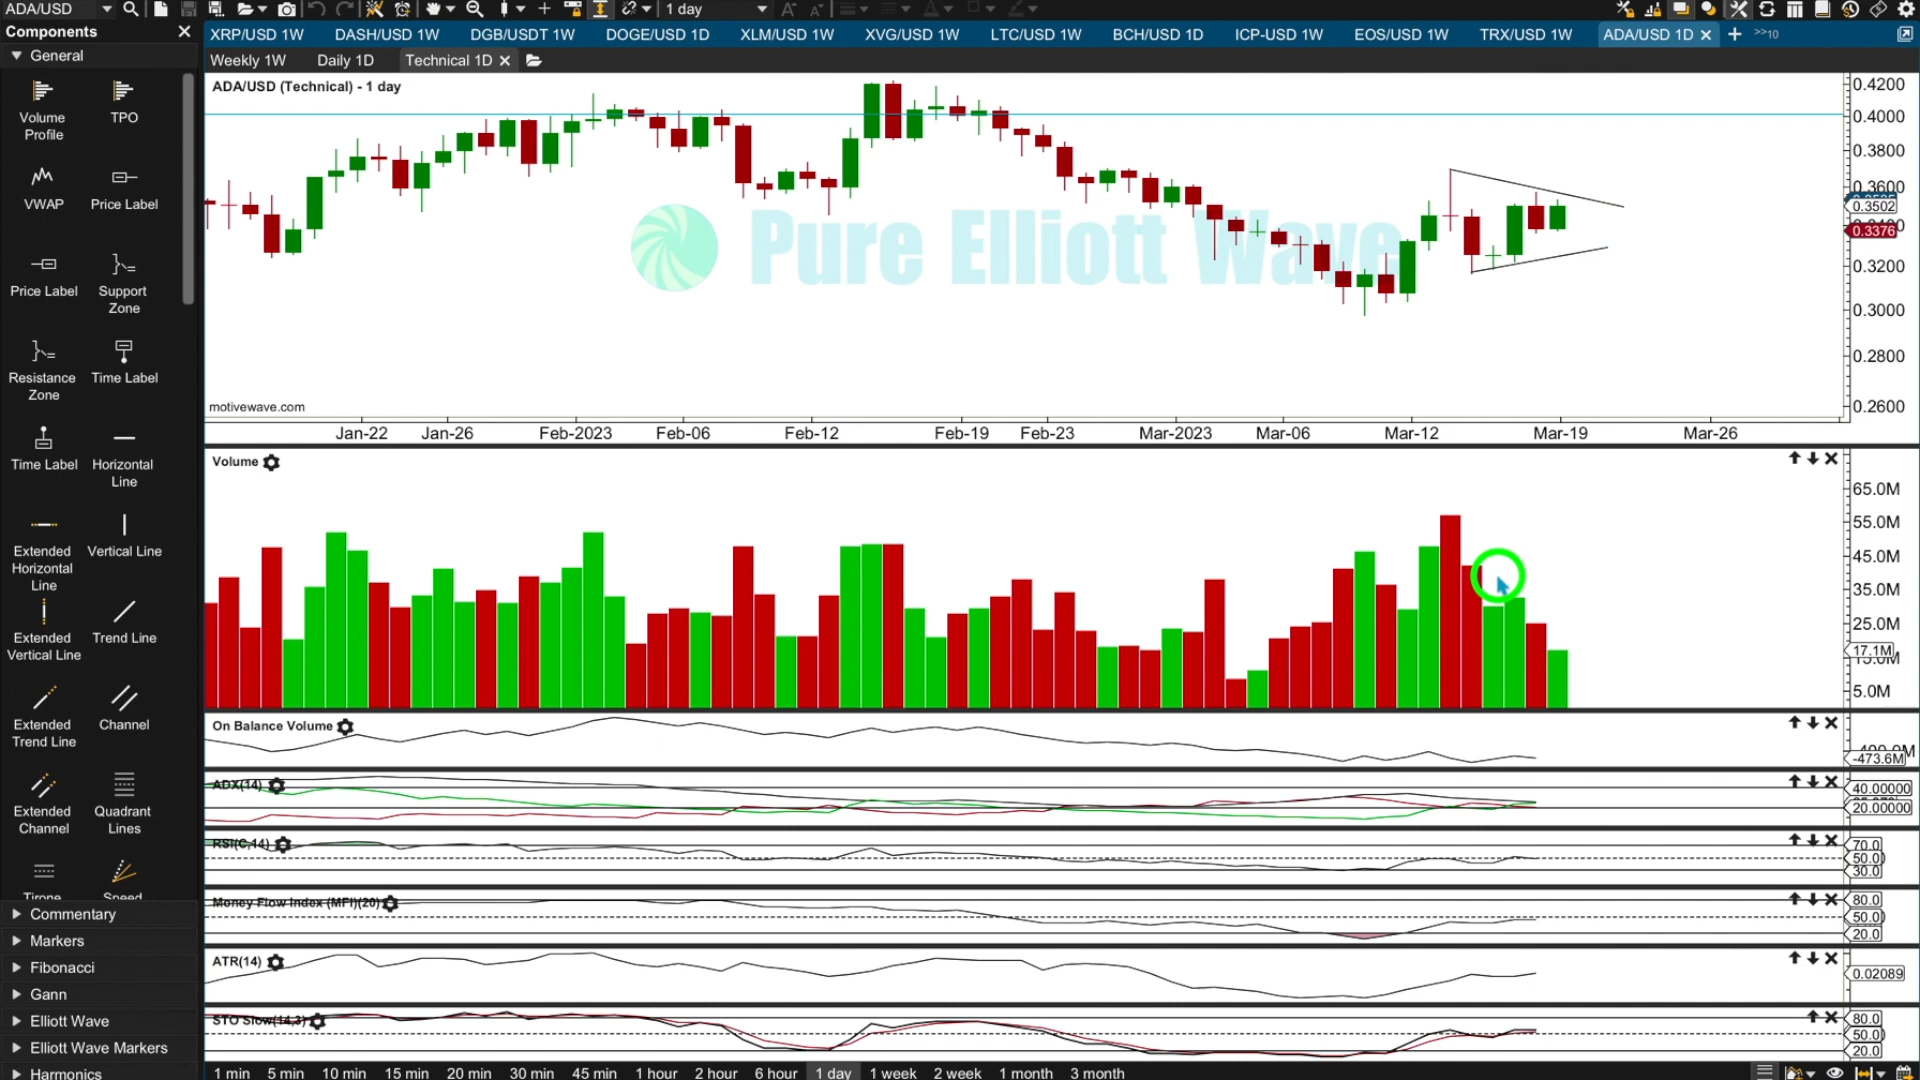 ADA/USD
1 day
Components
XRP/USD 1W
DASH/USD 1W
DGB/USDT 1W
DOGE/USD 1D
XLM/USD 1W
XVG/USD 1W
LTC/USD 1W
BCH/USD 1D
ICP-USD 1W
EOS/USD 1W
TRX/USD 1W
ADA/USD 1D
>>10
General
Weekly 1W
Daily 1D
Technical 1D
Volume Profile
TPO
VWAP
Price Label
Price Label
Support Zone
Resistance Zone
Time Label
Time Label
Horizontal Line
Extended Horizontal Line
Vertical Line
Extended Vertical Line
Trend Line
Extended Trend Line
Channel
Extended Channel
Quadrant Lines
Tirone
Speed
Commentary
Markers
Fibonacci
Gann
Elliott Wave
Elliott Wave Markers
Harmonics
ADA/USD (Technical) - 1 day
Pure Elliott Wave
motivewave.com
0.4200
0.4000
0.3800
0.3600
0.3502
0.3376
0.3200
0.3000
0.2800
0.2600
Jan-22
Jan-26
Feb-2023
Feb-06
Feb-12
Feb-19
Feb-23
Mar-2023
Mar-06
Mar-12
Mar-19
Mar-26
Volume
65.0M
55.0M
45.0M
35.0M
25.0M
17.1M
15.0M
5.0M
On Balance Volume
-473.6M
ADX(14)
40.00000
20.00000
RSI(C,14)
70.0
50.0
30.0
Money Flow Index (MFI)(20)
80.0
50.0
20.0
ATR(14)
0.02089
STO Slow(14,3)
80.0
50.0
20.0
1 min
5 min
10 min
15 min
20 min
30 min
45 min
1 hour
2 hour
6 hour
1 day
1 week
2 week
1 month
3 month